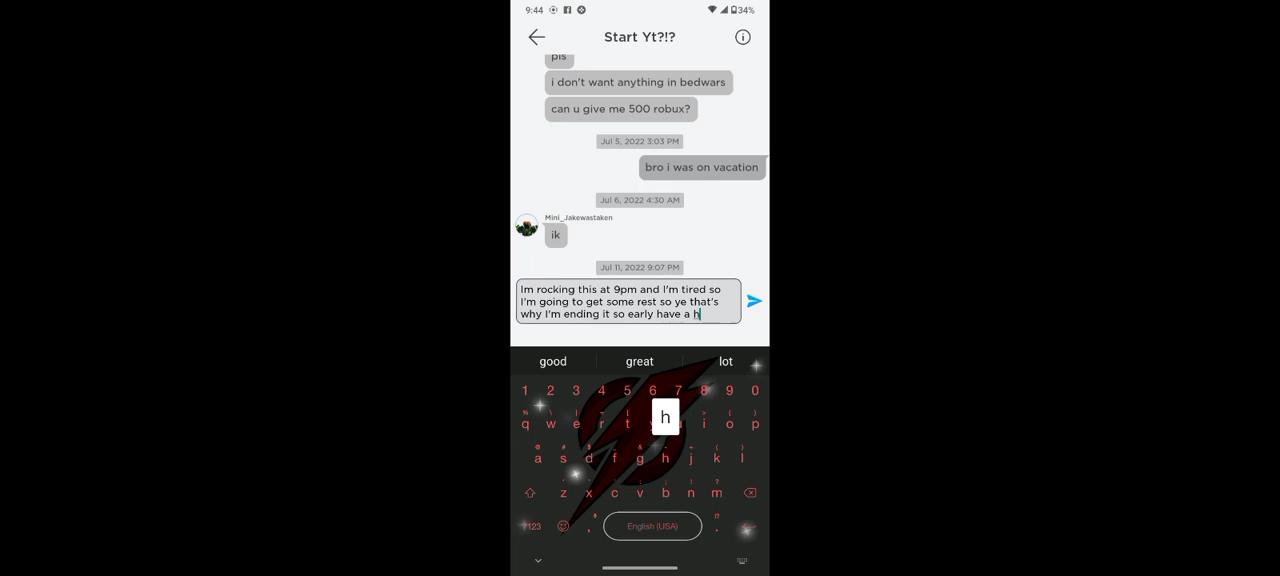 9:44
34%
Start Yt?!?
pls
i don't want anything in bedwars
can u give me 500 robux?
Jul 5, 2022 3:03 PM
bro i was on vacation
Jul 6, 2022 4:30 AM
Mini_Jakewastaken
ik
Jul 11, 2022 9:07 PM
Im rocking this at 9pm and I'm tired so
I'm going to get some rest so ye that's
why I'm ending it so early have a h
good great lot
1 2 3 4 5 6 7 8 9 0
h
q w e r t y u i o p
a s d f g h j k l
z x c v b n m
?123 , English (USA) .